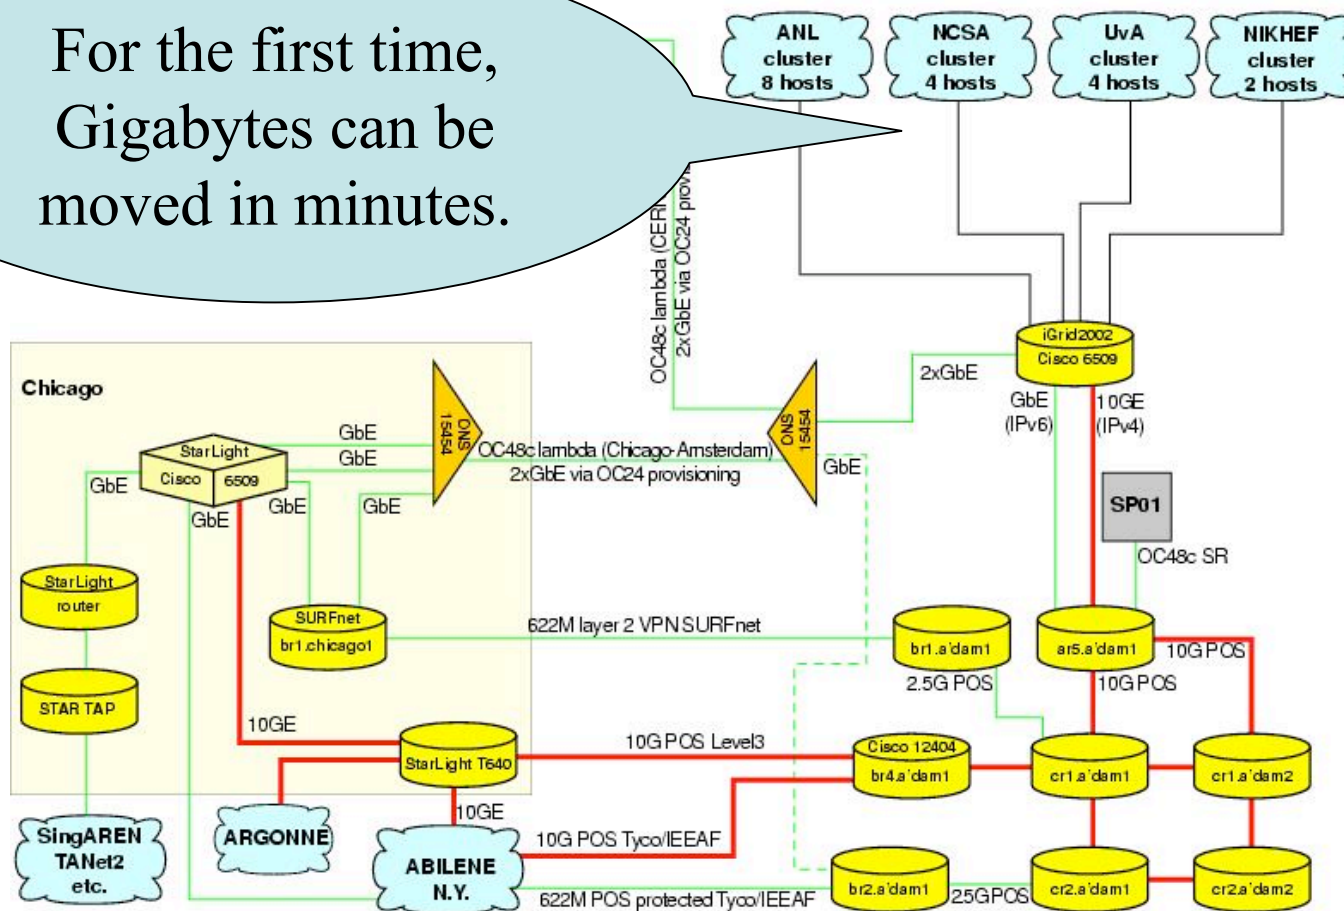 For the first time,
Gigabytes can be
moved in minutes.
ANL
cluster
8 hosts
NCSA
cluster
4 hosts
UvA
cluster
4 hosts
NIKHEF
cluster
2 hosts
OC48c lambda (CERN
2xGbE via OC24 provi
iGrid2002
Cisco 6509
2xGbE
GbE
(IPv6)
10GE
(IPv4)
Chicago
ONS
15454
ONS
15454
GbE
GbE
OC48c lambda (Chicago-Amsterdam)
2xGbE via OC24 provisioning
GbE
StarLight
Cisco
6509
GbE
GbE
GbE
GbE
SP01
OC48c SR
StarLight
router
SURFnet
br1.chicago1
622M layer 2 VPN SURFnet
br1.a'dam1
ar5.a'dam1
10G POS
2.5G POS
10G POS
STAR TAP
10GE
StarLight T640
10G POS Level3
Cisco 12404
br4.a'dam1
cr1.a'dam1
cr1.a'dam2
10GE
SingAREN
TANet2
etc.
ARGONNE
ABILENE
N.Y.
10G POS Tyco/IEEAF
622M POS protected Tyco/IEEAF
br2.a'dam1
25GPOS
cr2.a'dam1
cr2.a'dam2